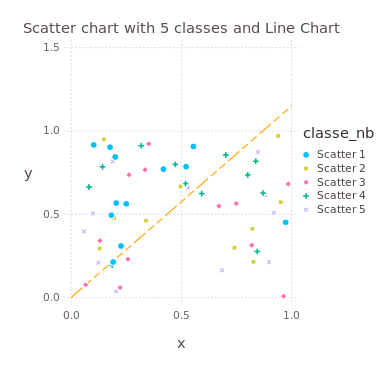 Scatter chart with 5 classes and Line Chart
1.5
1.0
0.5
0.0
y
0.0
0.5
1.0
x
classe_nb
Scatter 1
Scatter 2
Scatter 3
Scatter 4
Scatter 5